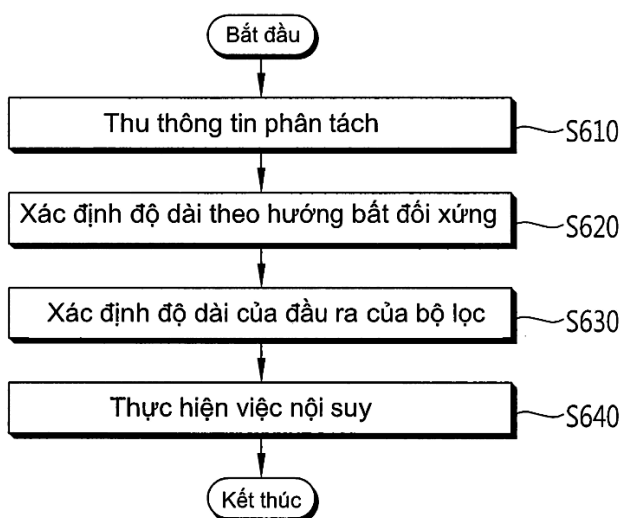 Bắt đầu
Thu thông tin phân tách
S610
Xác định độ dài theo hướng bất đối xứng
S620
Xác định độ dài của đầu ra của bộ lọc
S630
Thực hiện việc nội suy
S640
Kết thúc